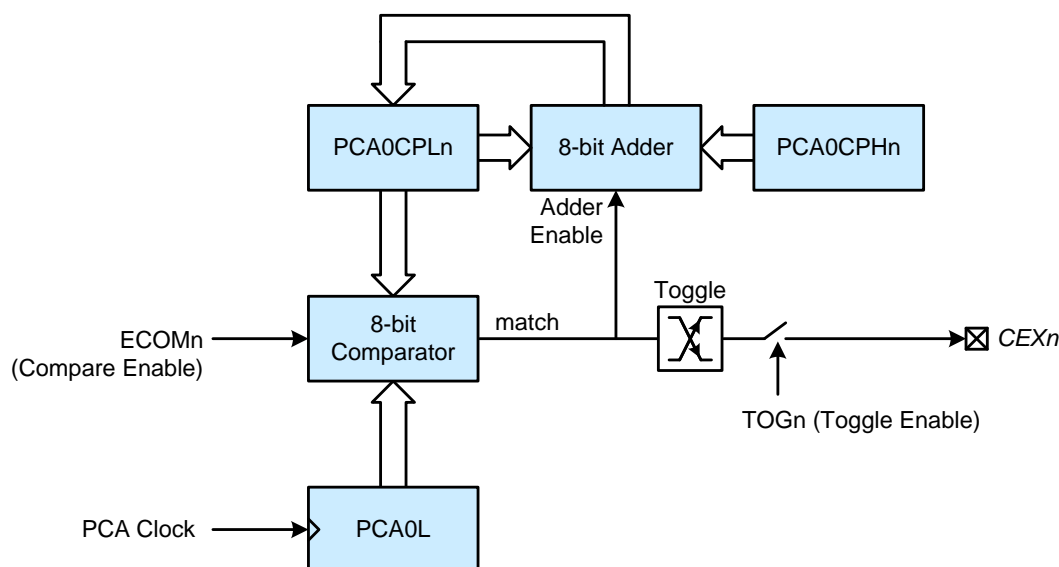 PCA0CPLn
8-bit Adder
PCA0CPHn
Adder
Enable
Toggle
8-bit
Comparator
match
ECOMn
(Compare Enable)
CEXn
TOGn (Toggle Enable)
PCA Clock
PCA0L